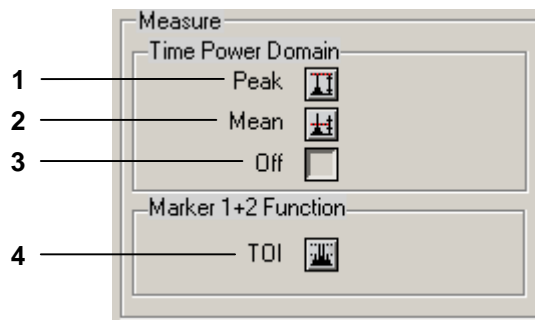 Measure
Time Power Domain
1 Peak
2 Mean
3 Off
Marker 1+2 Function
4 TOI